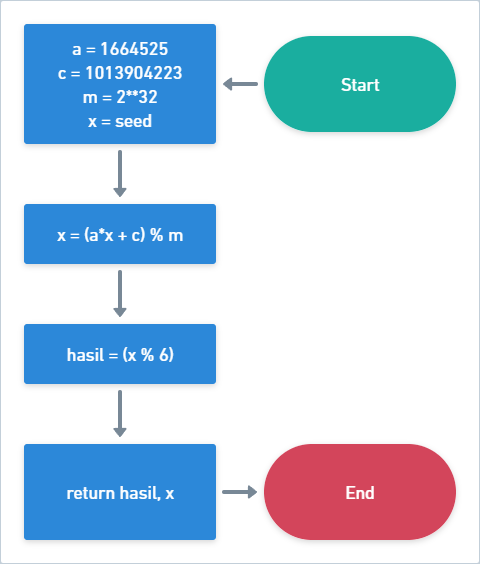 Start
a = 1664525
c = 1013904223
m = 2**32
x = seed
x = (a*x + c) % m
hasil = (x % 6)
return hasil, x
End